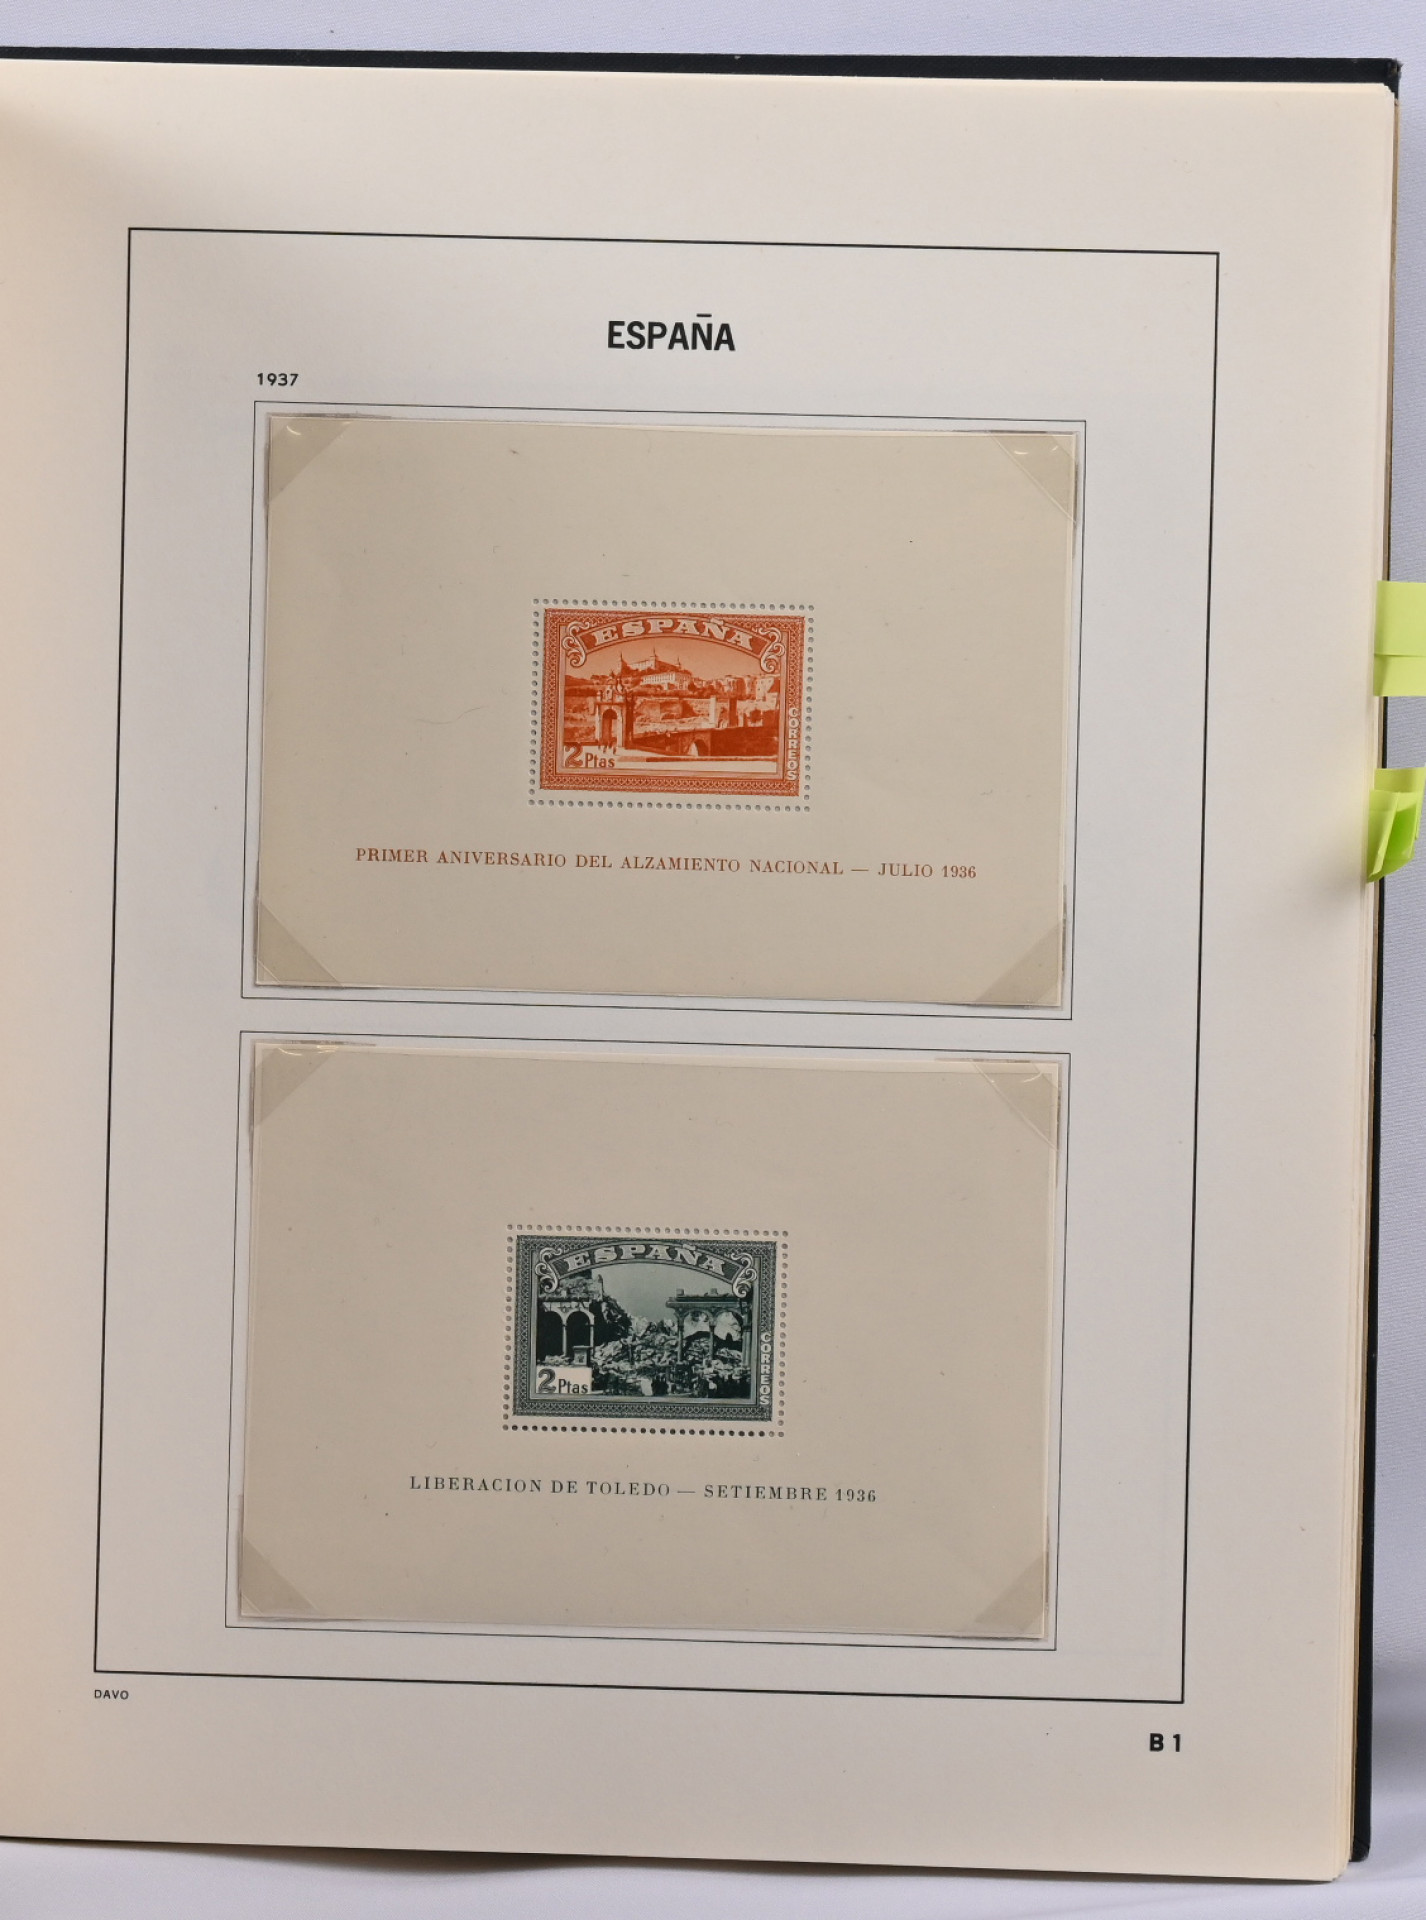 ESPAÑA
1937
ESPAÑA
CORREOS
2 Ptas
PRIMER ANIVERSARIO DEL ALZAMIENTO NACIONAL — JULIO 1936
ESPAÑA
CORREOS
2 Ptas
LIBERACION DE TOLEDO — SETIEMBRE 1936
DAVO
B 1